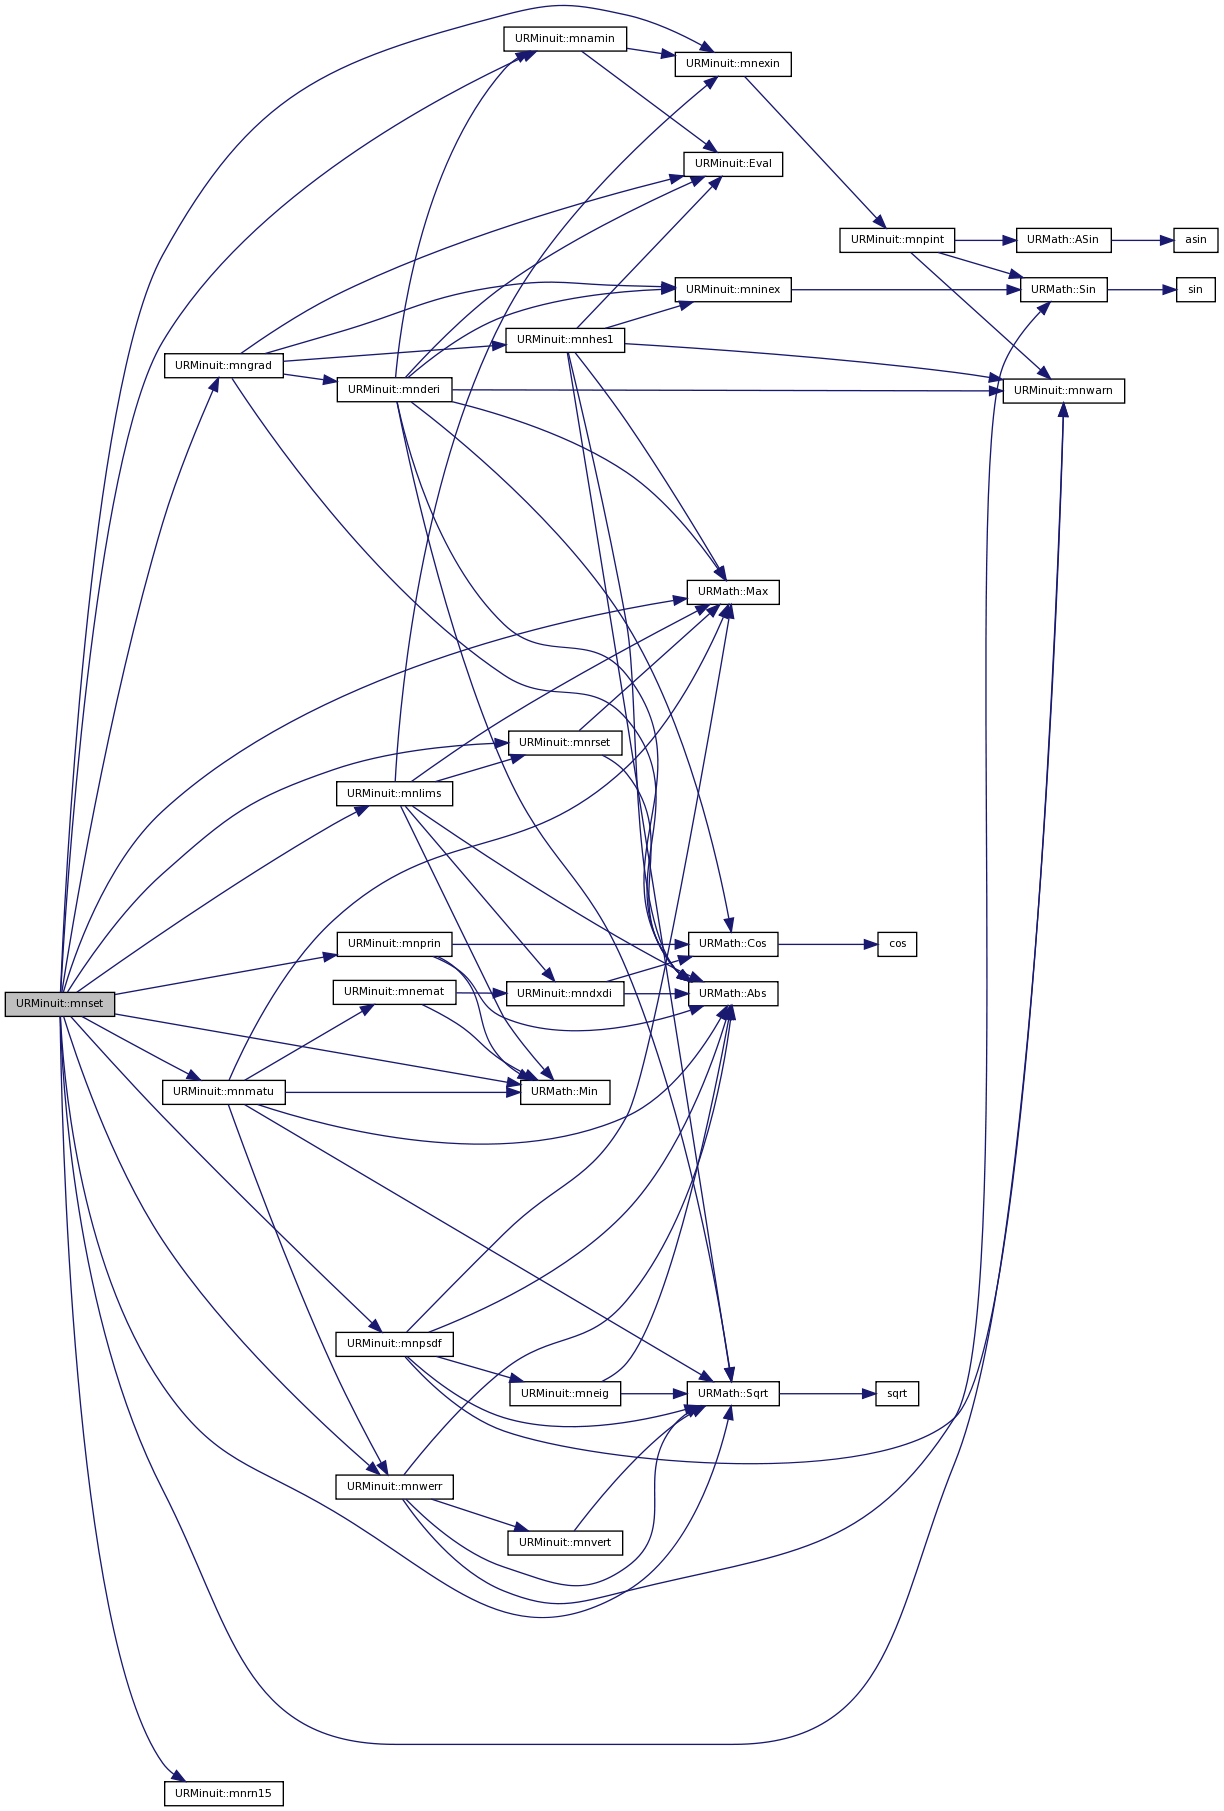 URMinuit::mnamin
URMinuit::mnexin
URMinuit::Eval
URMinuit::mnpint
URMath::ASin
asin
URMinuit::mninex
URMath::Sin
sin
URMinuit::mnhes1
URMinuit::mngrad
URMinuit::mnderi
URMinuit::mnwarn
URMath::Max
URMinuit::mnrset
URMinuit::mnlims
URMinuit::mnprin
URMath::Cos
cos
URMinuit::mnemat
URMinuit::mndxdi
URMath::Abs
URMinuit::mnset
URMinuit::mnmatu
URMath::Min
URMinuit::mnpsdf
URMinuit::mneig
URMath::Sqrt
sqrt
URMinuit::mnwerr
URMinuit::mnvert
URMinuit::mnrn15